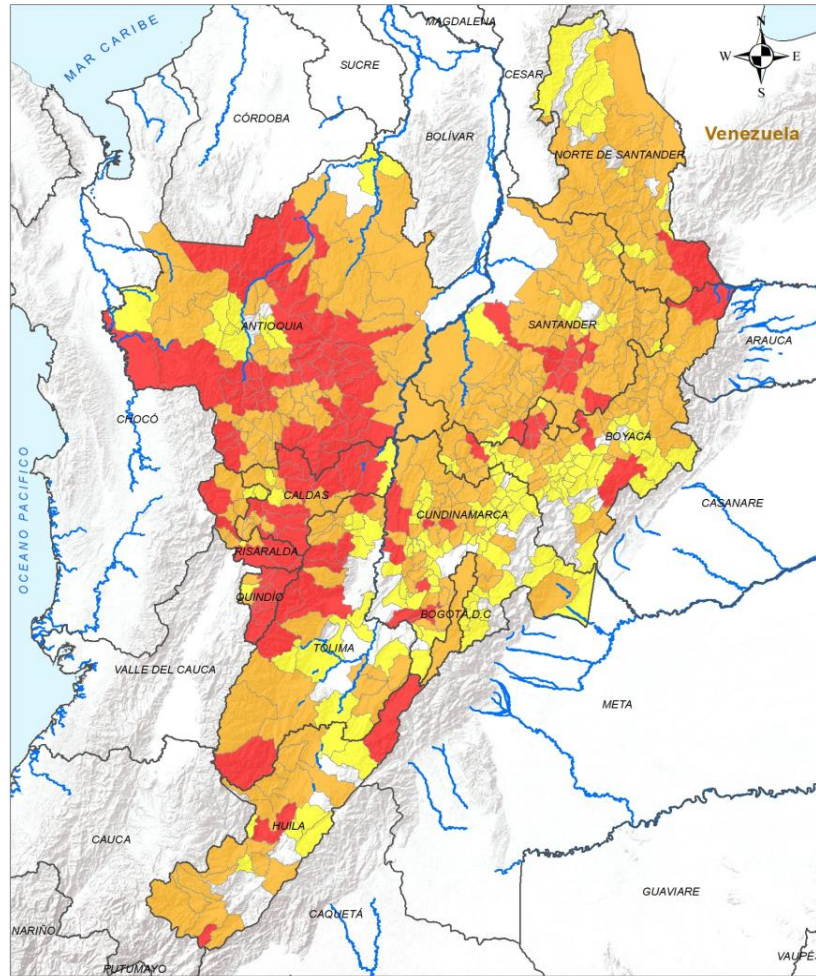 MAGDALENA
MAR CARIBE
SUCRE
CESAR
N
W
E
S
CÓRDOBA
BOLÍVAR
Venezuela
NORTE DE SANTANDER
ANTIOQUIA
SANTANDER
ARAUCA
CHOCÓ
BOYACA
OCEANO PACIFICO
CALDAS
CUNDINAMARCA
CASANARE
RISARALDA
QUINDÍO
BOGOTÁ D.C
TOLIMA
VALLE DEL CAUCA
META
HUILA
CAUCA
GUAVIARE
CAQUETÁ
NARIÑO
PUTUMAYO
VAUPÉS